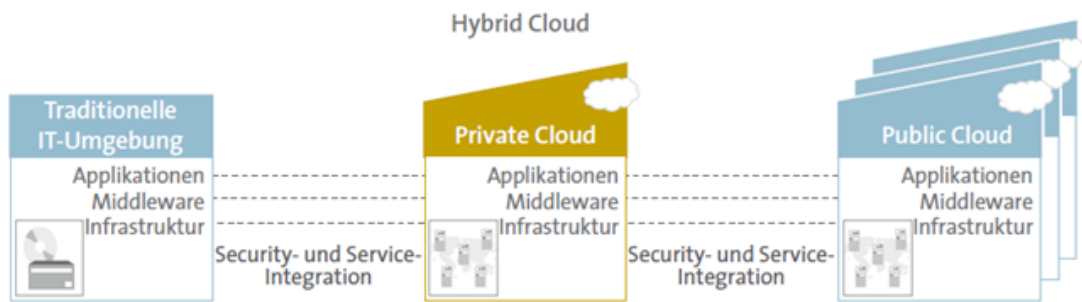 Hybrid Cloud
Traditionelle
IT-Umgebung
Applikationen
Middleware
Infrastruktur
Security- und Service-
Integration
Private Cloud
Applikationen
Middleware
Infrastruktur
Security- und Service-
Integration
Public Cloud
Applikationen
Middleware
Infrastruktur